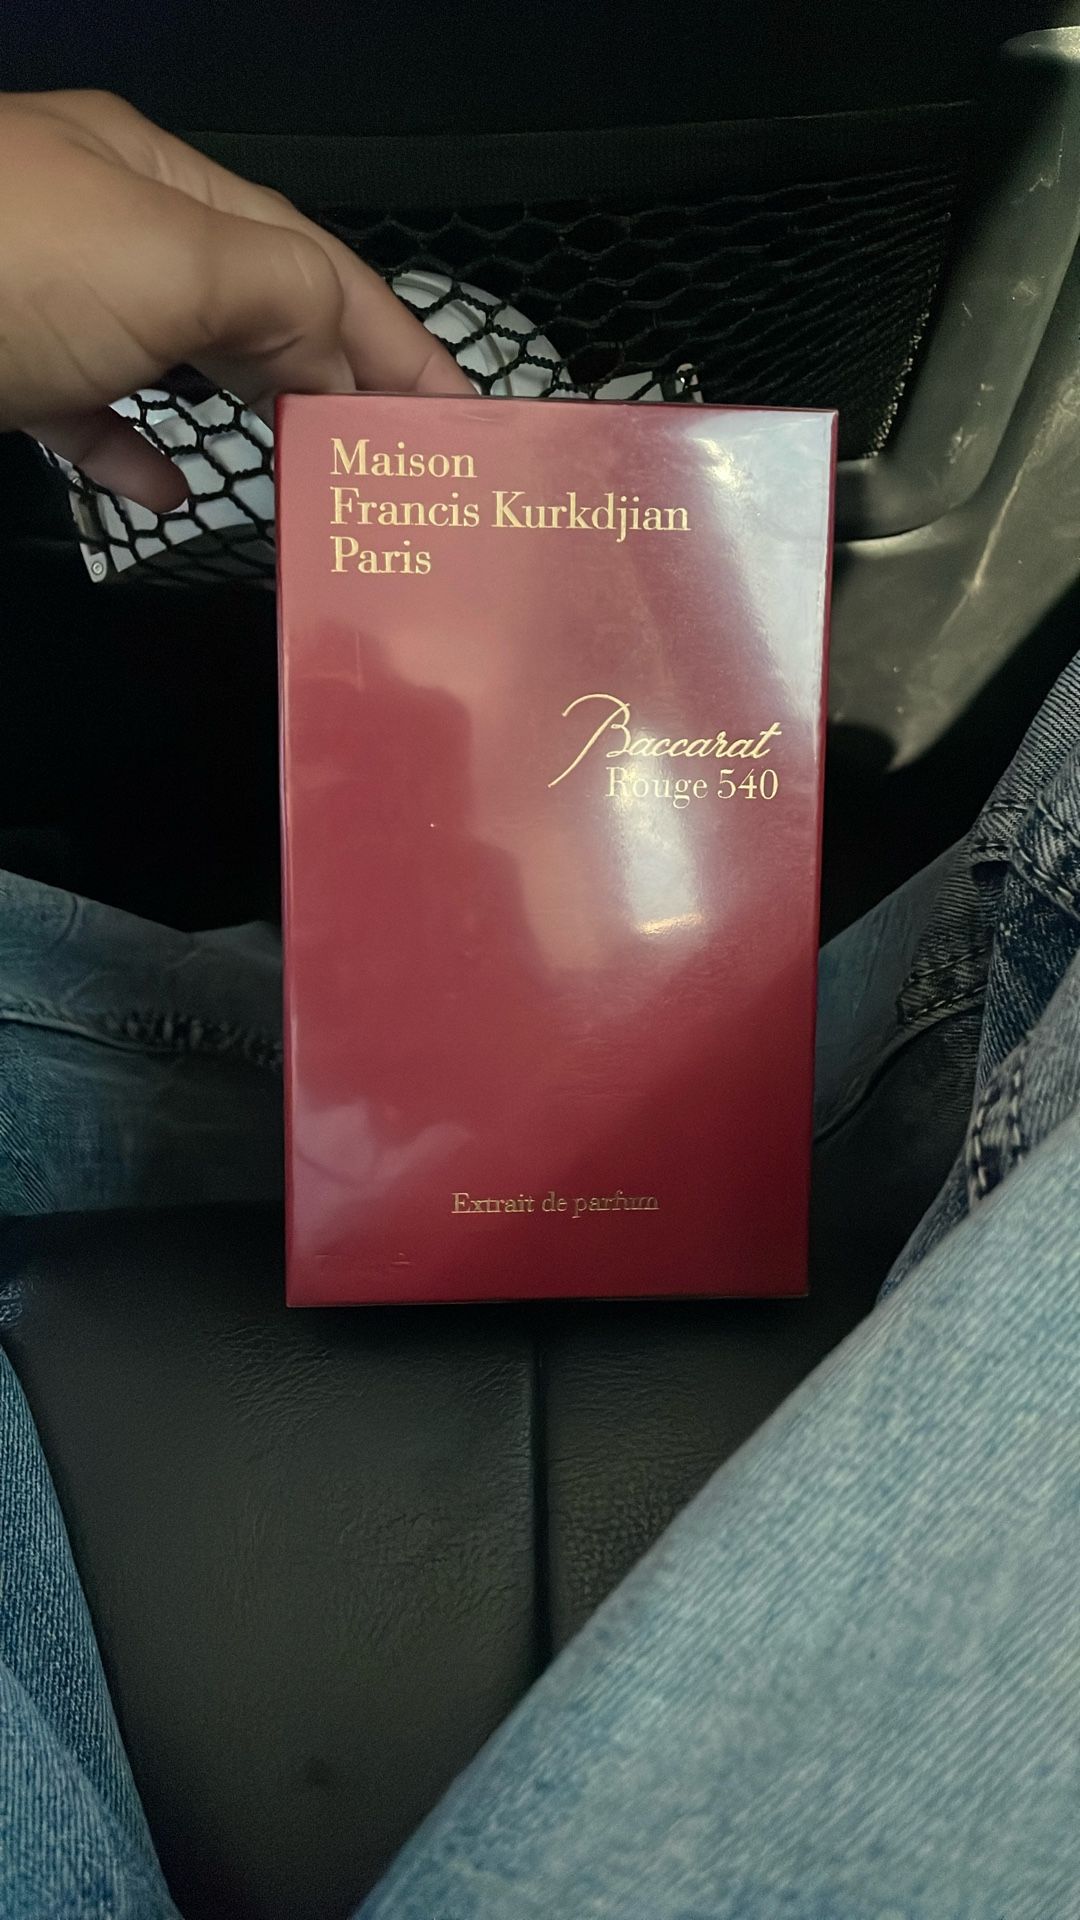 Maison
Francis Kurkdjian
Paris
Baccarat
Rouge 540
Extrait de parfum